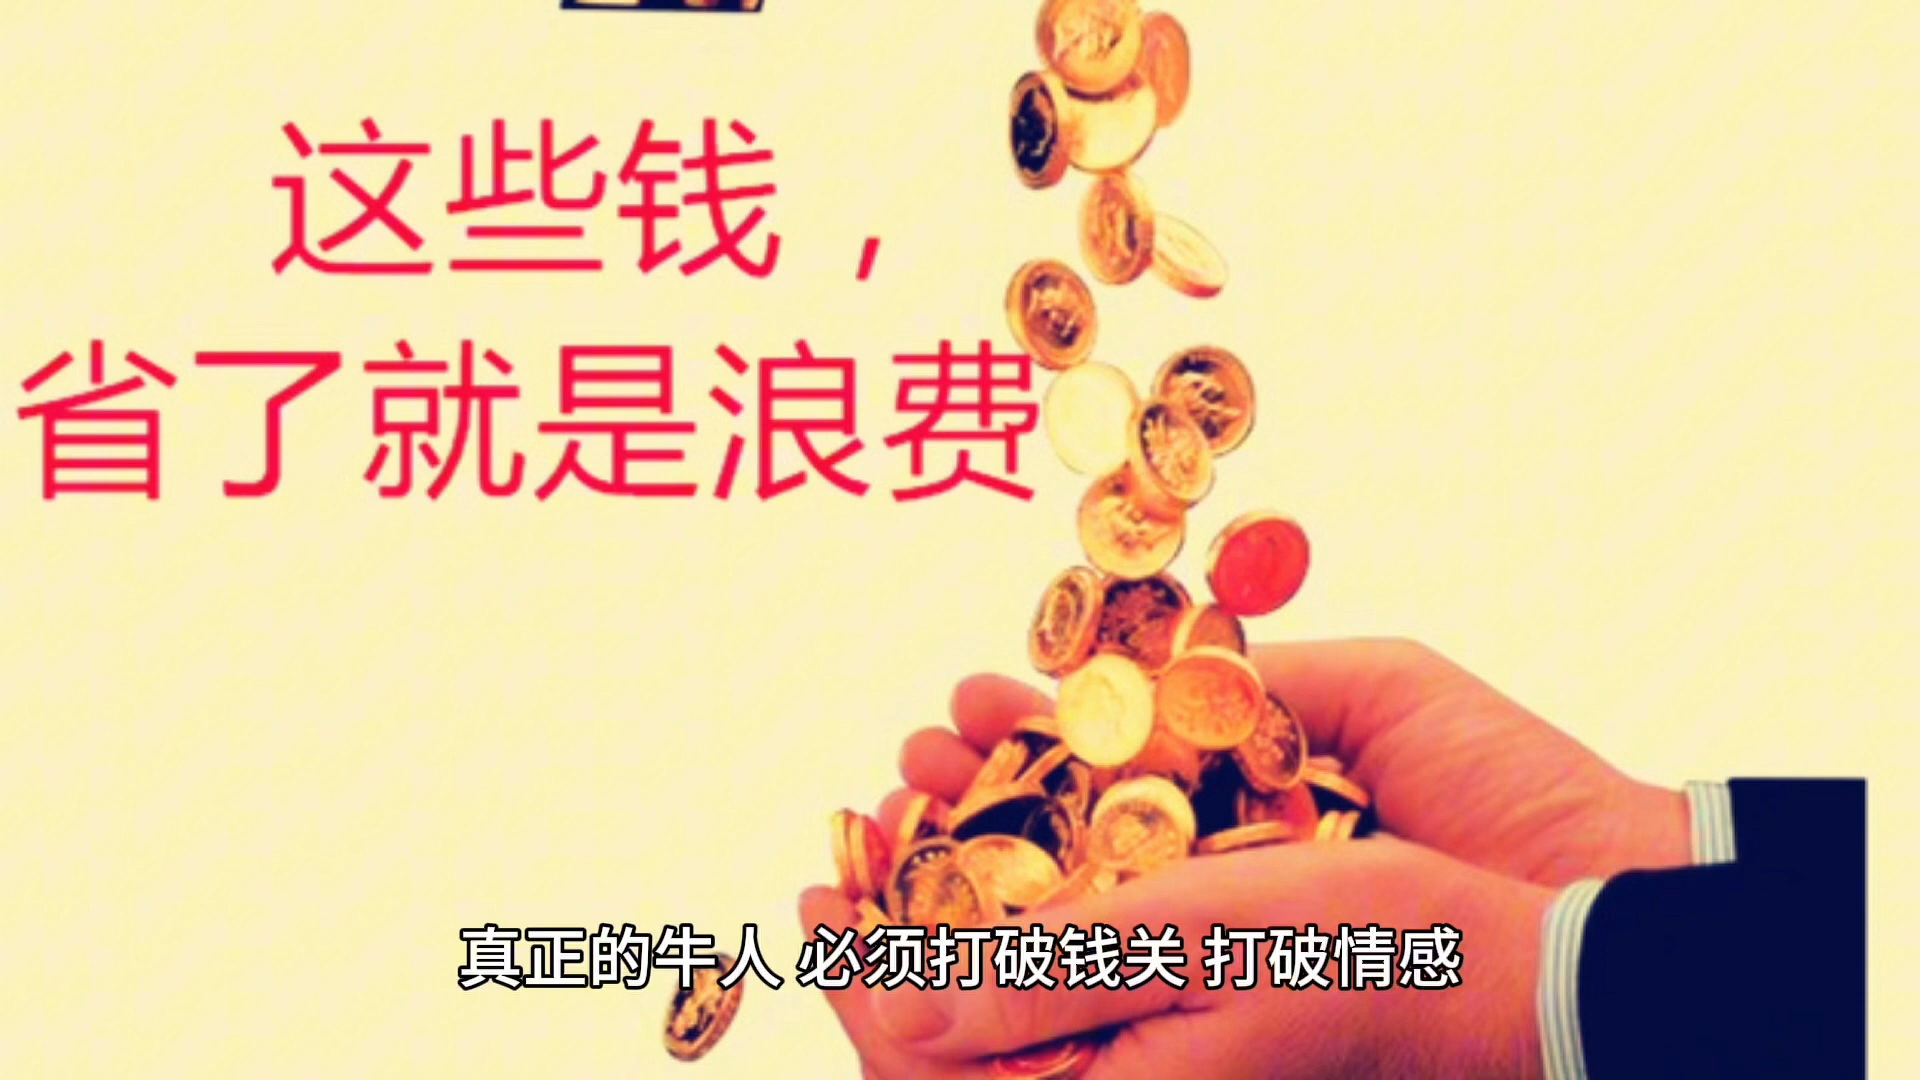 这些钱，
省了就是浪费
真正的牛人 必须打破钱关 打破情感